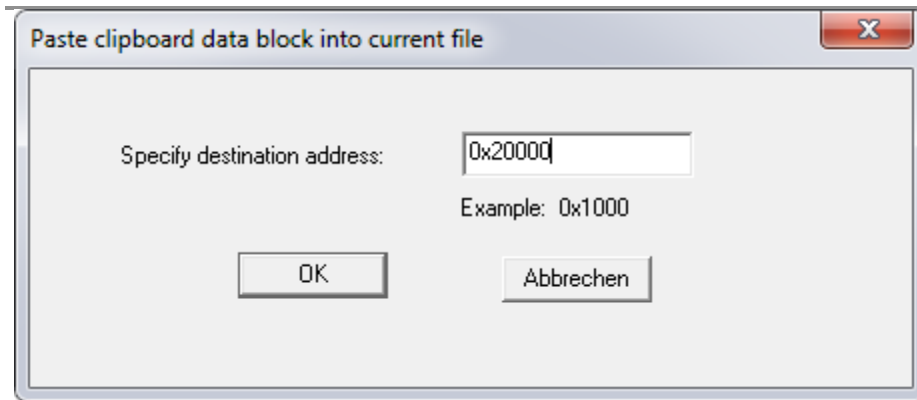 Paste clipboard data block into current file
Specify destination address: 0x20000
Example: 0x1000
OK Abbrechen